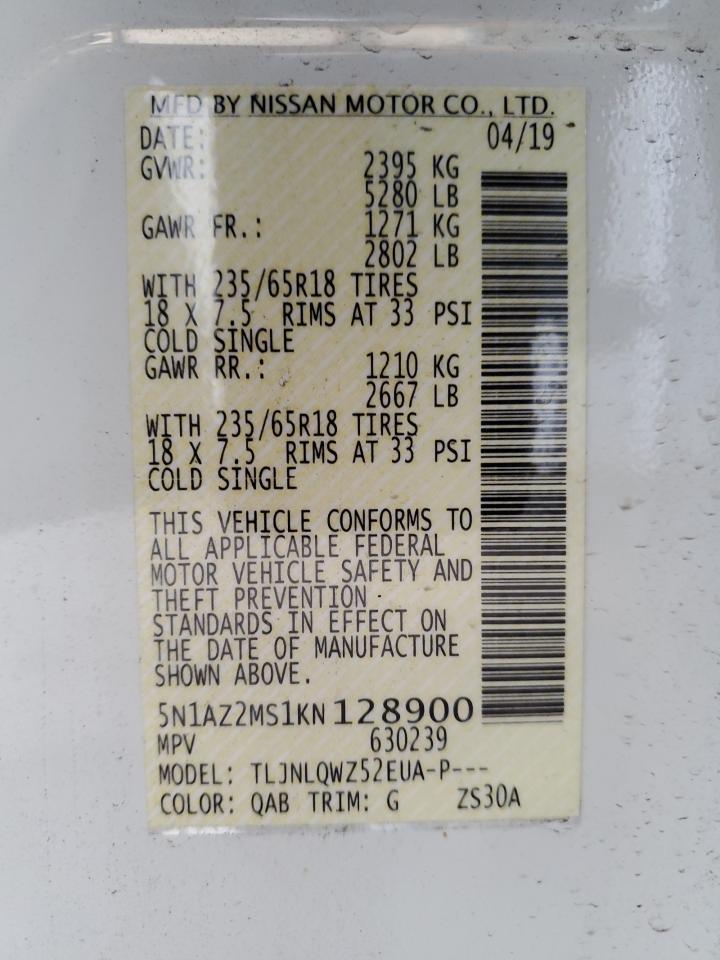 MFD BY NISSAN MOTOR CO., LTD.
DATE: 04/19
GVWR: 2395 KG
5280 LB
GAWR FR.: 1271 KG
2802 LB
WITH 235/65R18 TIRES
18 X 7.5 RIMS AT 33 PSI
COLD SINGLE
GAWR RR.: 1210 KG
2667 LB
WITH 235/65R18 TIRES
18 X 7.5 RIMS AT 33 PSI
COLD SINGLE
THIS VEHICLE CONFORMS TO
ALL APPLICABLE FEDERAL
MOTOR VEHICLE SAFETY AND
THEFT PREVENTION
STANDARDS IN EFFECT ON
THE DATE OF MANUFACTURE
SHOWN ABOVE.
5N1AZ2MS1KN128900
MPV 630239
MODEL: TLJNLQWZ52EUA-P---
COLOR: QAB TRIM: G ZS30A